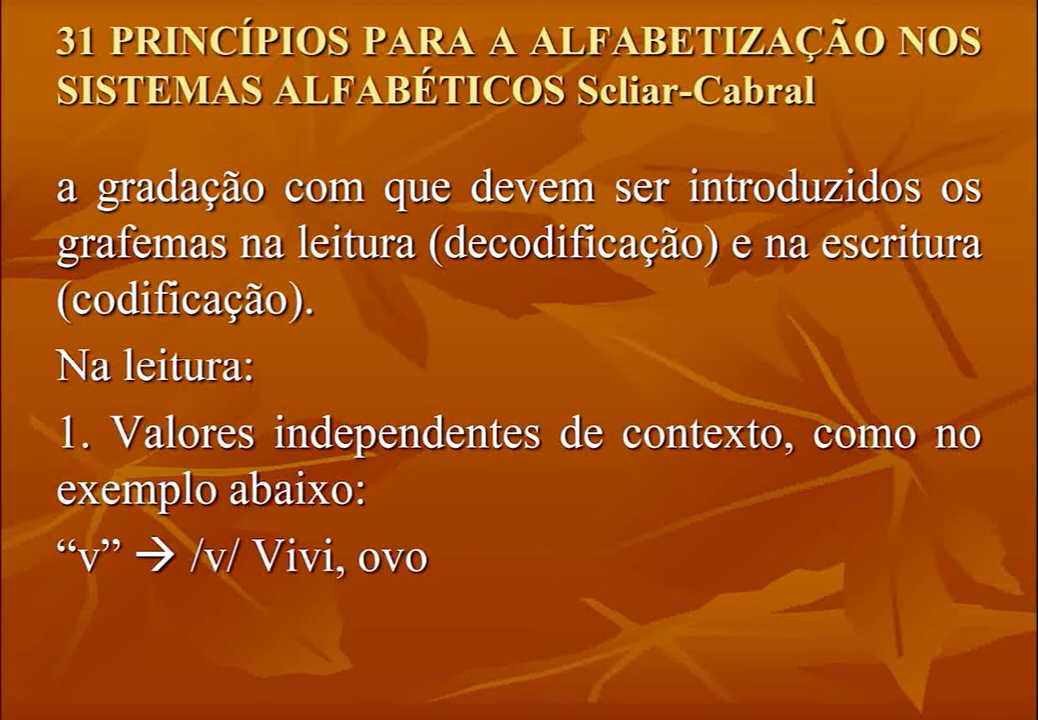 31 PRINCÍPIOS PARA A ALFABETIZAÇÃO NOS
SISTEMAS ALFABÉTICOS Scliar-Cabral
a gradação com que devem ser introduzidos os
grafemas na leitura (decodificação) e na escritura
(codificação).
Na leitura:
1. Valores independentes de contexto, como no
exemplo abaixo:
“v” → /v/ Vivi, ovo